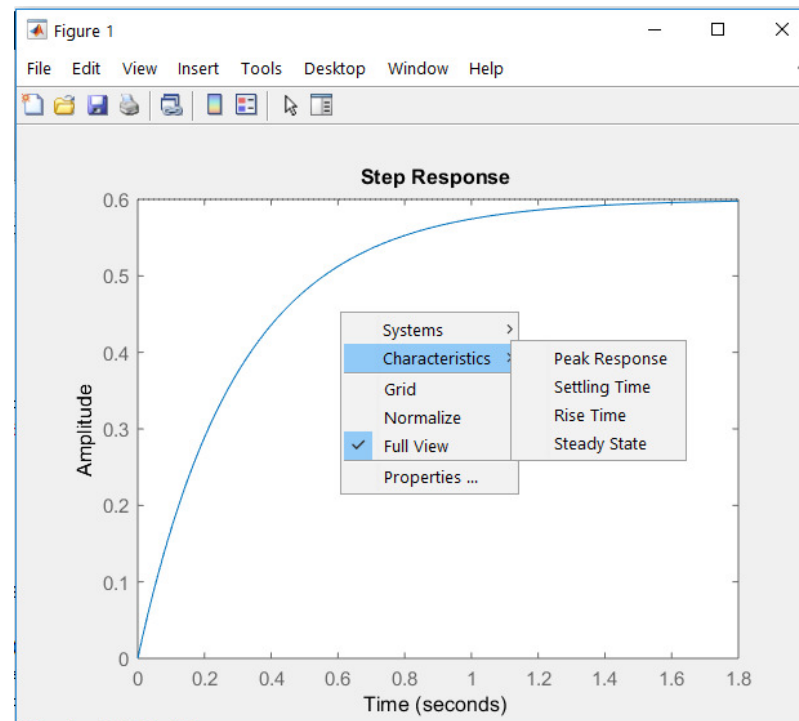 Figure 1
File Edit View Insert Tools Desktop Window Help
Step Response
0.6
0.5
0.4
0.3
0.2
0.1
0
Amplitude
Systems
Characteristics
Grid
Normalize
Full View
Properties ...
Peak Response
Settling Time
Rise Time
Steady State
0 0.2 0.4 0.6 0.8 1 1.2 1.4 1.6 1.8
Time (seconds)